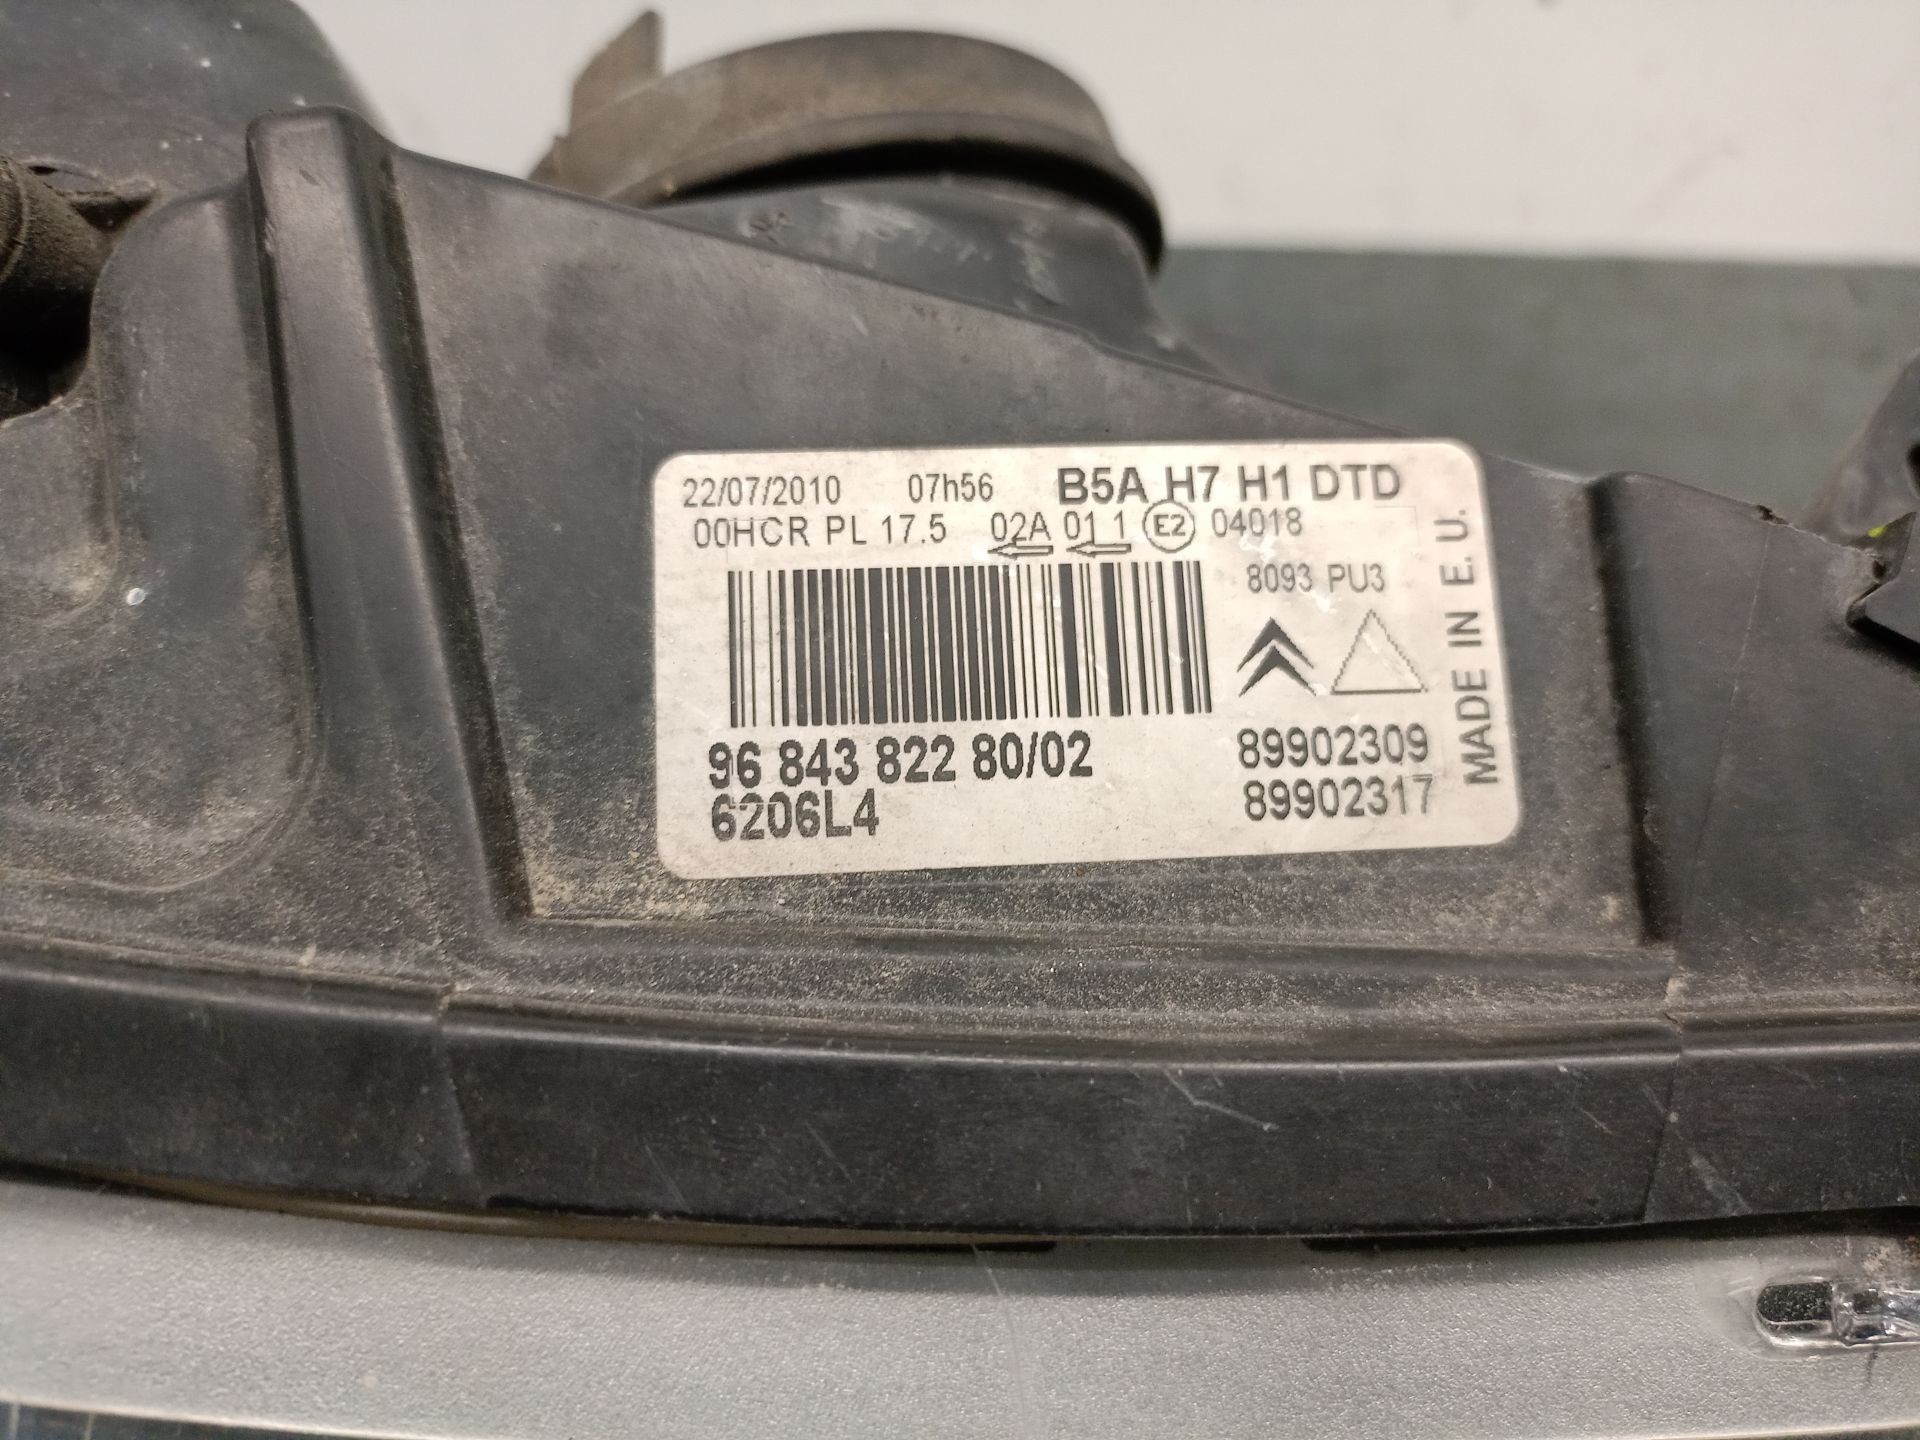 22/07/2010 07h56 B5A H7 H1 DTD
00HCR PL 17.5 02A 01 1 E2 04018
8093 PU3
96 843 822 80/02
6206L4
89902309
89902317
MADE IN E. U.